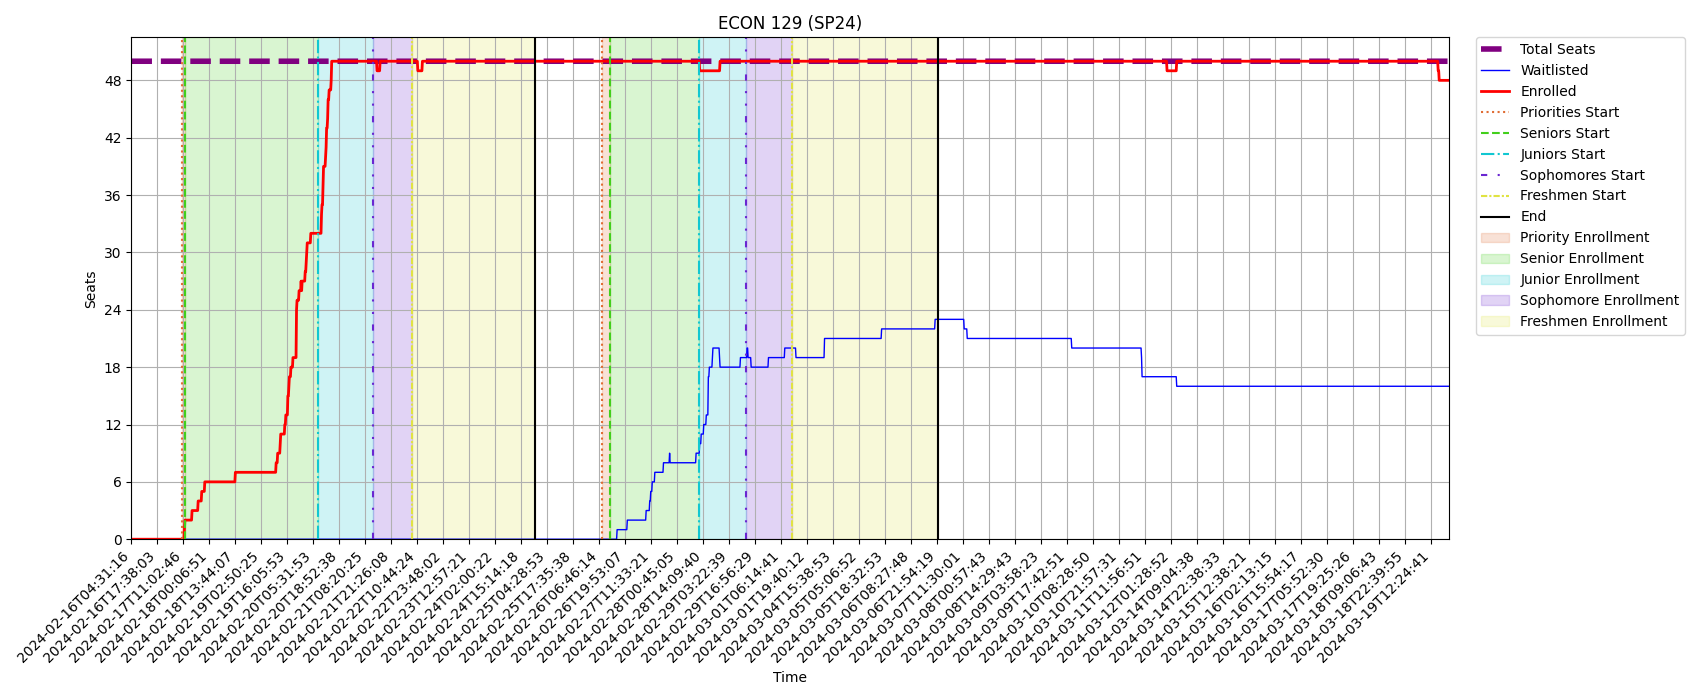 ECON 129 (SP24)
Total Seats
Waitlisted
Enrolled
Priorities Start
Seniors Start
Juniors Start
Sophomores Start
Freshmen Start
End
Priority Enrollment
Senior Enrollment
Junior Enrollment
Sophomore Enrollment
Freshmen Enrollment
Seats
48
42
36
30
24
18
12
6
0
2024-02-16T04:31:16
2024-02-16T17:38:03
2024-02-17T11:02:46
2024-02-18T00:06:51
2024-02-18T13:44:07
2024-02-19T02:50:25
2024-02-19T16:05:53
2024-02-20T05:31:53
2024-02-20T18:52:38
2024-02-21T08:20:25
2024-02-21T21:26:08
2024-02-22T10:44:24
2024-02-22T23:48:02
2024-02-23T12:57:21
2024-02-24T02:00:22
2024-02-24T15:14:18
2024-02-25T04:28:53
2024-02-25T17:35:38
2024-02-26T06:46:14
2024-02-26T19:53:07
2024-02-27T11:33:21
2024-02-28T00:45:05
2024-02-28T14:09:40
2024-02-29T03:22:39
2024-02-29T16:56:29
2024-03-01T06:14:41
2024-03-01T19:40:12
2024-03-04T15:38:53
2024-03-05T05:06:52
2024-03-05T18:32:53
2024-03-06T08:27:48
2024-03-06T21:54:19
2024-03-07T11:30:01
2024-03-08T00:57:43
2024-03-08T14:29:43
2024-03-09T03:58:23
2024-03-09T17:42:51
2024-03-10T08:28:50
2024-03-10T21:57:31
2024-03-11T11:56:51
2024-03-12T01:28:52
2024-03-14T09:04:38
2024-03-14T22:38:33
2024-03-15T12:38:21
2024-03-16T02:13:15
2024-03-16T15:54:17
2024-03-17T05:52:30
2024-03-17T19:25:26
2024-03-18T09:06:43
2024-03-18T22:39:55
2024-03-19T12:24:41
Time